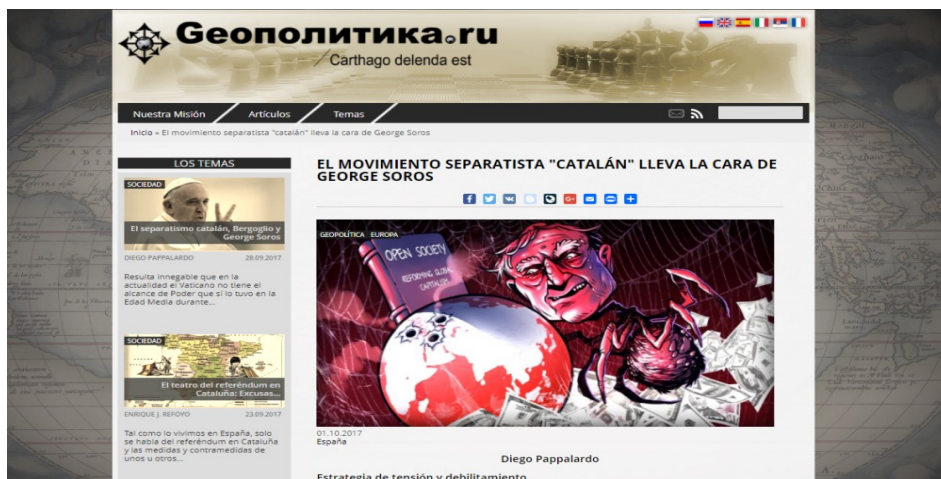 Геополитика.ru
Carthago delenda est
Nuestra Misión
Artículos
Temas
Inicio » El movimiento separatista "catalán" lleva la cara de George Soros
LOS TEMAS
SOCIEDAD
El separatismo catalán, Bergoglio y
George Soros
DIEGO PAPPALARDO 28.09.2017
Resulta innegable que en la
actualidad el Vaticano no tiene el
alcance de Poder que sí lo tuvo en la
Edad Media durante...
SOCIEDAD
El teatro del referéndum en
Cataluña: Excusas...
ENRIQUE J. REFOYO 23.09.2017
Tal como lo vivimos en España, solo
se habla del referéndum en Cataluña
y las medidas y contramedidas de
unos u otros...
EL MOVIMIENTO SEPARATISTA "CATALÁN" LLEVA LA CARA DE
GEORGE SOROS
GEOPOLÍTICA EUROPA
OPEN SOCIETY
REFORMING GLOBAL
CAPITALISM
01.10.2017
España
Diego Pappalardo
Estrategia de tensión y debilitamiento